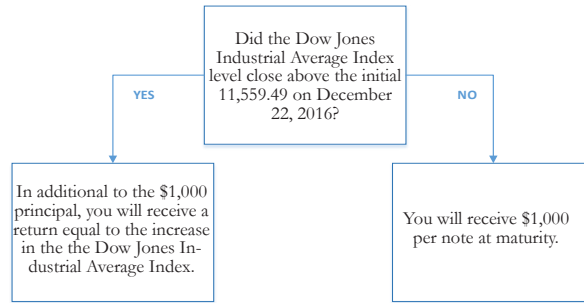 Did the Dow Jones
Industrial Average Index
level close above the initial
11,559.49 on December
22, 2016?
YES
NO
In additional to the $1,000
principal, you will receive a
return equal to the increase
in the the Dow Jones In-
dustrial Average Index.
You will receive $1,000
per note at maturity.